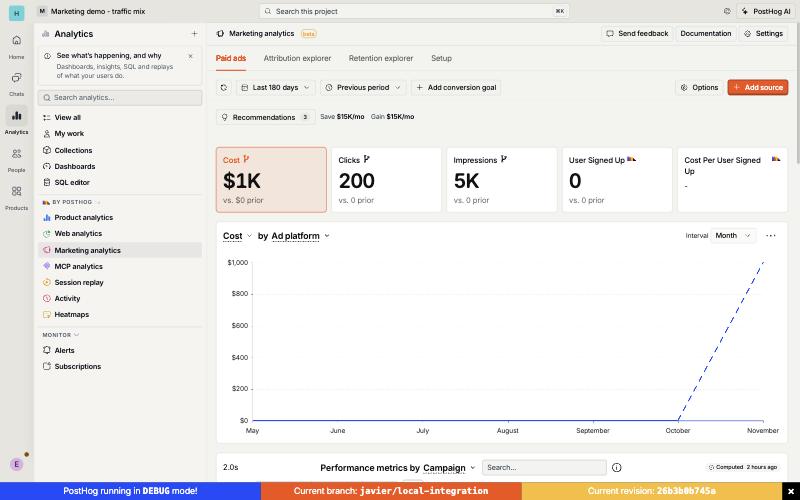 H
M Marketing demo - traffic mix
Search this project
⌘K
PostHog AI
Home
Chats
Analytics
People
Products
E
Analytics
See what's happening, and why
Dashboards, insights, SQL and replays
of what your users do.
Search analytics...
View all
My work
Collections
Dashboards
SQL editor
BY POSTHOG
Product analytics
Web analytics
Marketing analytics
MCP analytics
Session replay
Activity
Heatmaps
MONITOR
Alerts
Subscriptions
Marketing analytics
beta
Send feedback
Documentation
Settings
Paid ads
Attribution explorer
Retention explorer
Setup
Last 180 days
Previous period
Add conversion goal
Options
Add source
Recommendations 3
Save $15K/mo
Gain $15K/mo
Cost
$1K
vs. $0 prior
Clicks
200
vs. 0 prior
Impressions
5K
vs. 0 prior
User Signed Up
0
vs. 0 prior
Cost Per User Signed
Up
-
Cost by Ad platform
Interval
Month
$1,000
$800
$600
$400
$200
$0
May
June
July
August
September
October
November
2.0s
Performance metrics by Campaign
Search...
Computed 2 hours ago
PostHog running in DEBUG mode!
Current branch: javier/local-integration
Current revision: 26b3b0b745a